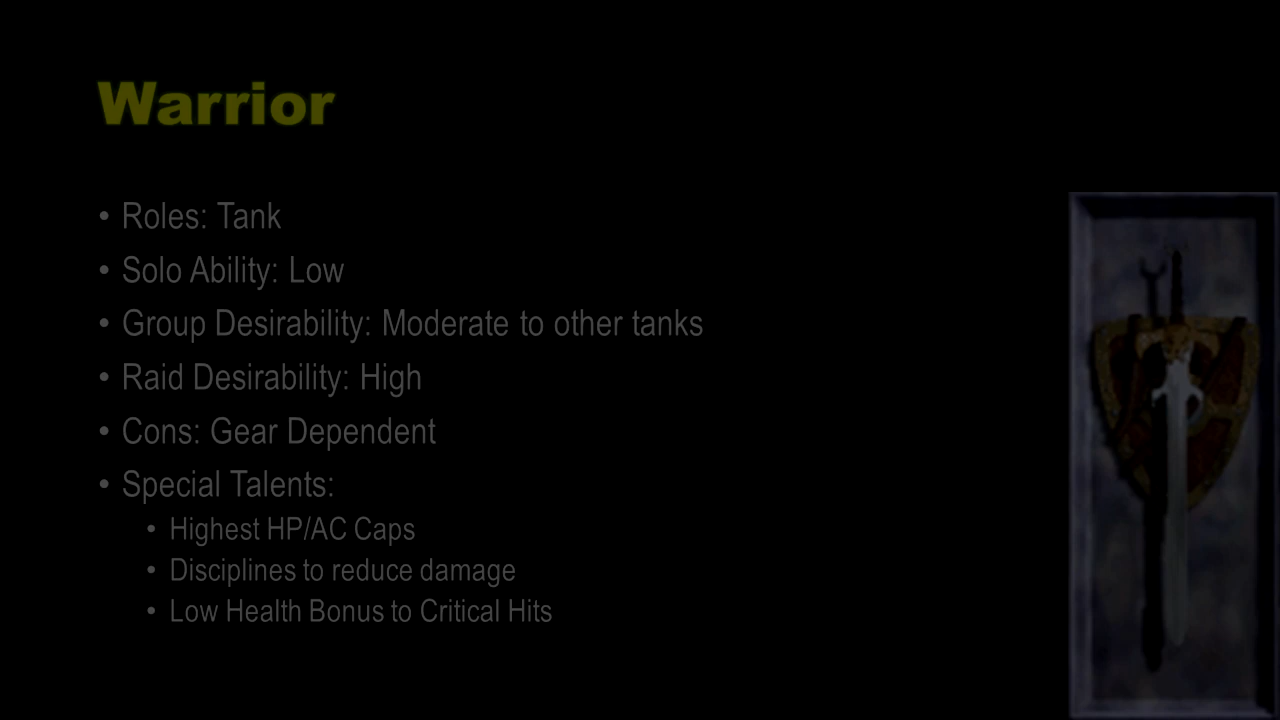 Warrior
• Roles: Tank
• Solo Ability: Low
• Group Desirability: Moderate to other tanks
• Raid Desirability: High
• Cons: Gear Dependent
• Special Talents:
• Highest HP/AC Caps
• Disciplines to reduce damage
• Low Health Bonus to Critical Hits